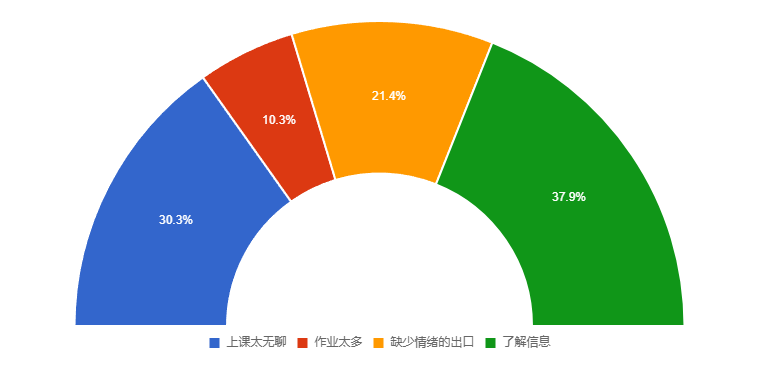 21.4%
10.3%
37.9%
30.3%
上课太无聊 作业太多 缺少情绪的出口 了解信息